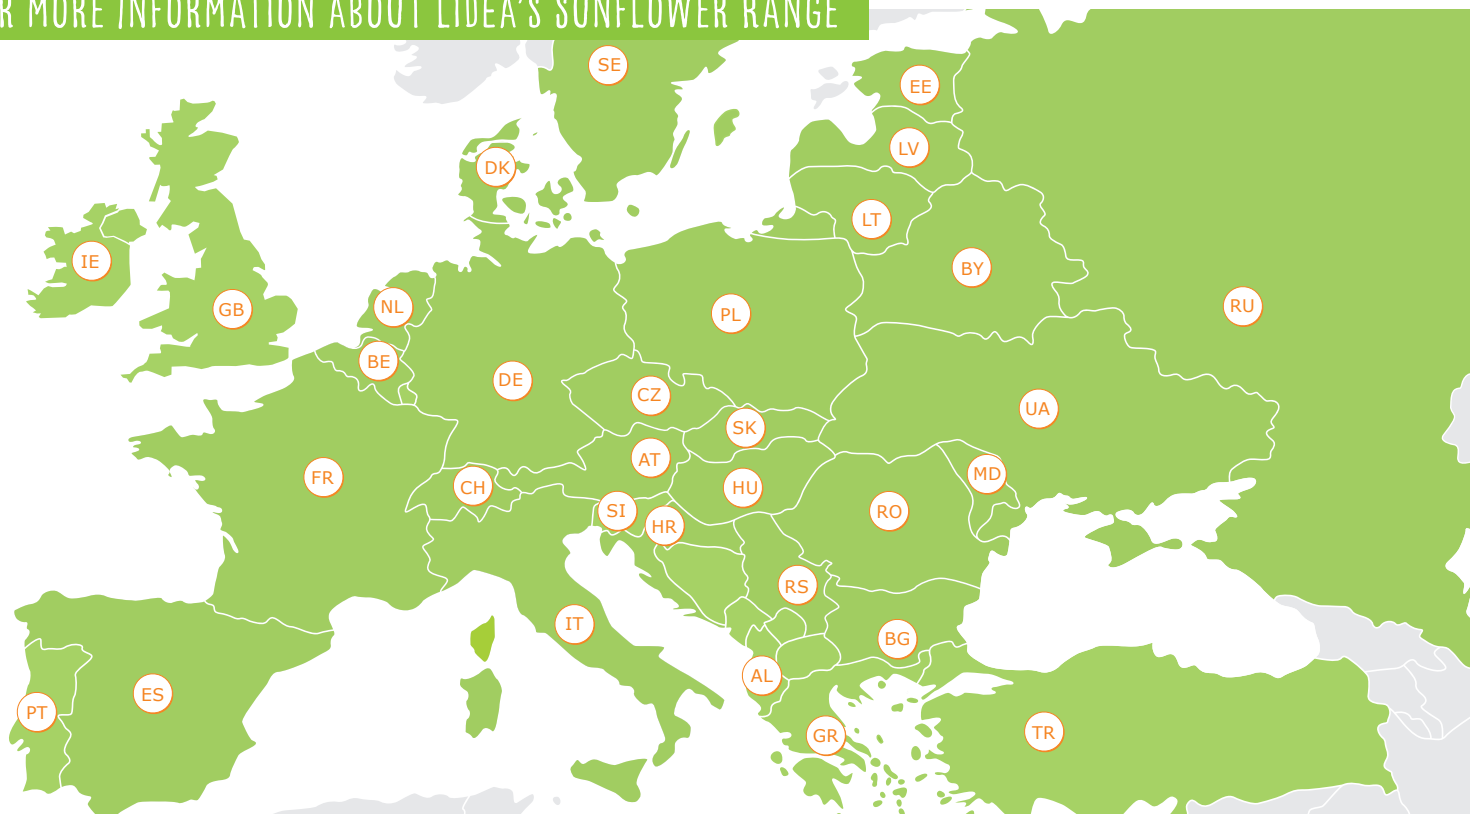 R MORE INFORMATION ABOUT LIDEA'S SUNFLOWER RANGE
SE
EE
LV
DK
LT
IE
BY
GB
NL
RU
PL
BE
DE
CZ
UA
SK
AT
FR
MD
CH
HU
SI
RO
HR
RS
IT
BG
AL
ES
PT
GR
TR